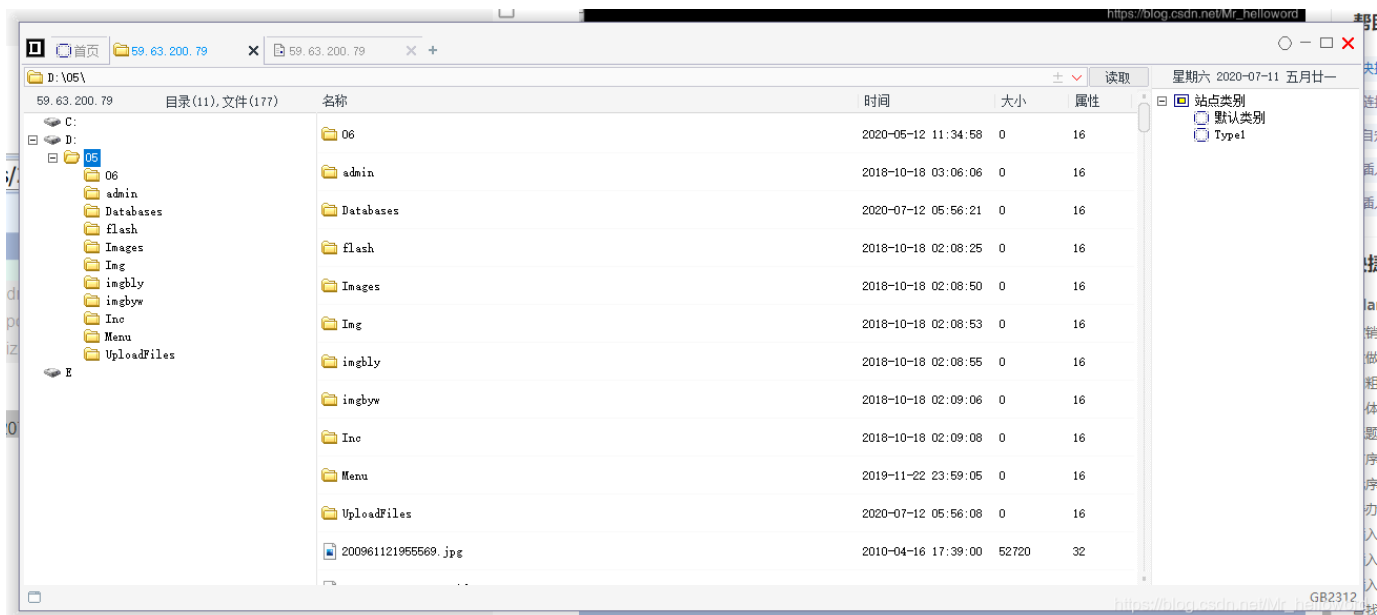 https://blog.csdn.net/Mr_helloword
首页 59.63.200.79 59.63.200.79
D:\05\ 读取 星期六 2020-07-11 五月廿一
59.63.200.79 目录(11),文件(177) 名称 时间 大小 属性
C:
D:
05
06
admin
Databases
flash
Images
Img
imgbly
imgbyw
Inc
Menu
UploadFiles
E
06 2020-05-12 11:34:58 0 16
admin 2018-10-18 03:06:06 0 16
Databases 2020-07-12 05:56:21 0 16
flash 2018-10-18 02:08:25 0 16
Images 2018-10-18 02:08:50 0 16
Img 2018-10-18 02:08:53 0 16
imgbly 2018-10-18 02:08:55 0 16
imgbyw 2018-10-18 02:09:06 0 16
Inc 2018-10-18 02:09:08 0 16
Menu 2019-11-22 23:59:05 0 16
UploadFiles 2020-07-12 05:56:08 0 16
200961121955569.jpg 2010-04-16 17:39:00 52720 32
站点类别
默认类别
Type1
GB2312
https://blog.csdn.net/Mr_helloword